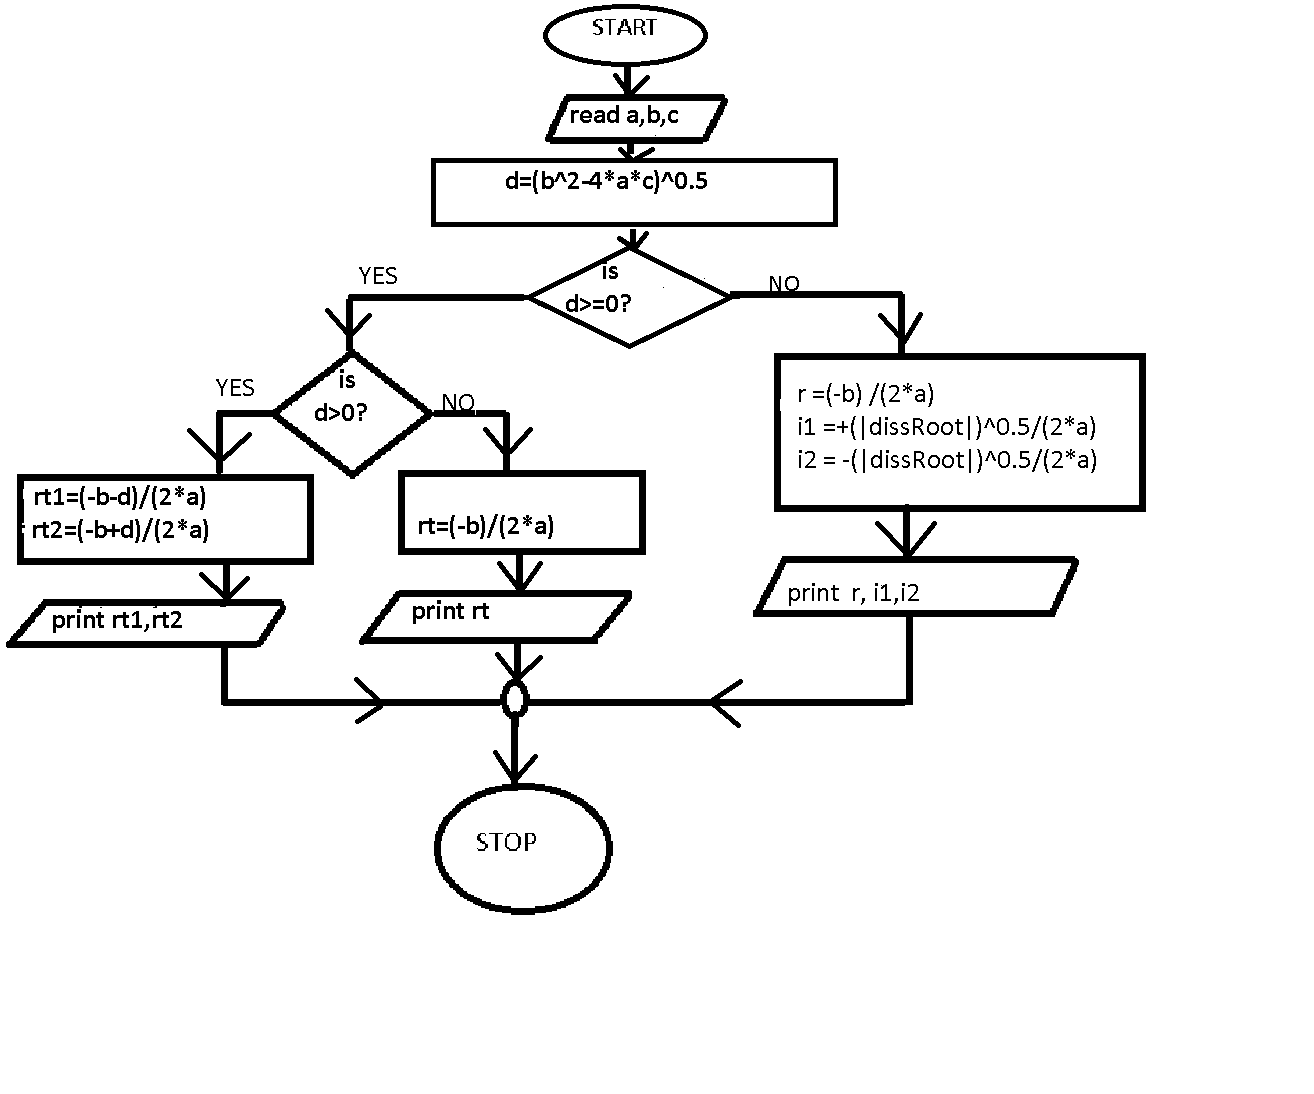 START
read a,b,c
d=(b^2-4*a*c)^0.5
is
d>=0?
YES
NO
is
d>0?
YES
NO
r =(-b) /(2*a)
i1 =+(|dissRoot|)^0.5/(2*a)
i2 = -(|dissRoot|)^0.5/(2*a)
rt1=(-b-d)/(2*a)
rt2=(-b+d)/(2*a)
rt=(-b)/(2*a)
print r, i1,i2
print rt1,rt2
print rt
STOP